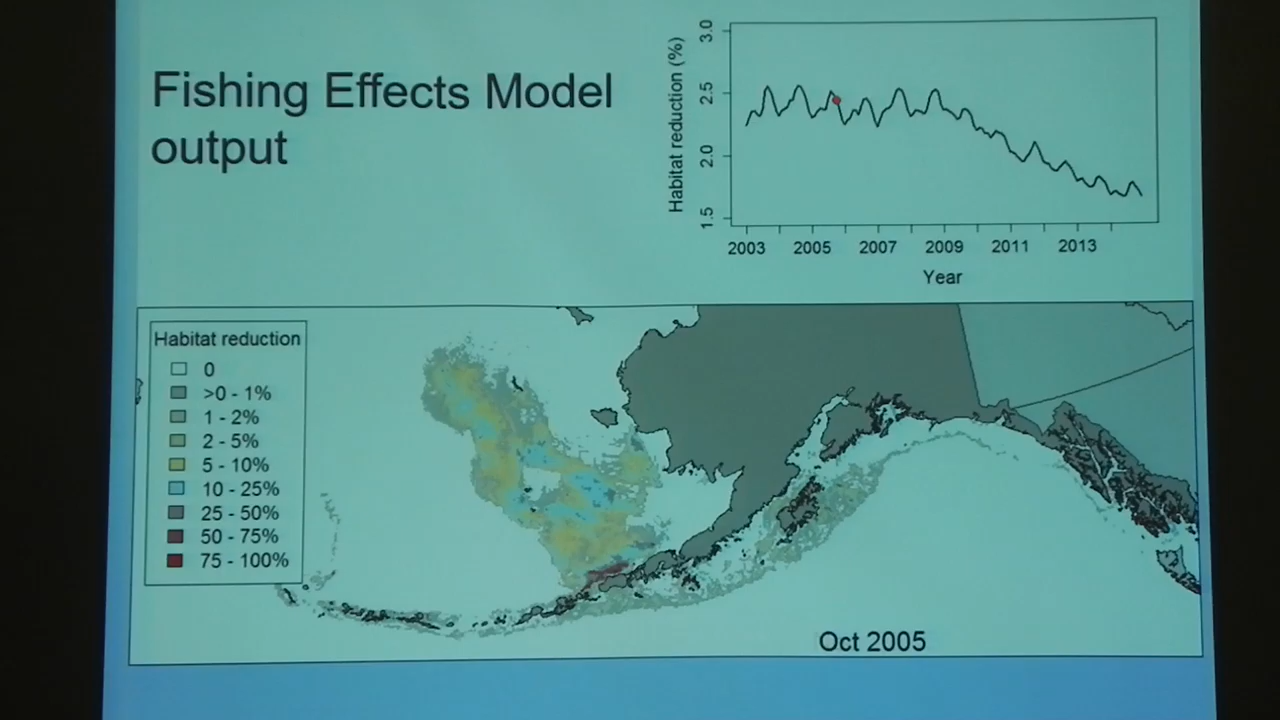 Fishing Effects Model
output
Habitat reduction (%)
3.0
2.5
2.0
1.5
2003 2005 2007 2009 2011 2013
Year
Habitat reduction
0
>0 - 1%
1 - 2%
2 - 5%
5 - 10%
10 - 25%
25 - 50%
50 - 75%
75 - 100%
Oct 2005